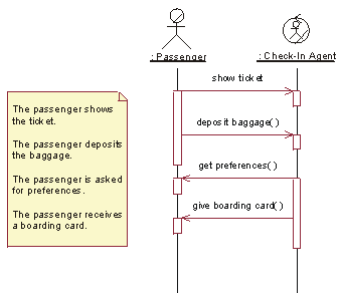 : Passenger
: Check-In Agent
show ticket
The passenger shows
the ticket.
The passenger deposits
the baggage.
The passenger is asked
for preferences.
The passenger receives
a boarding card.
deposit baggage( )
get preferences( )
give boarding card( )